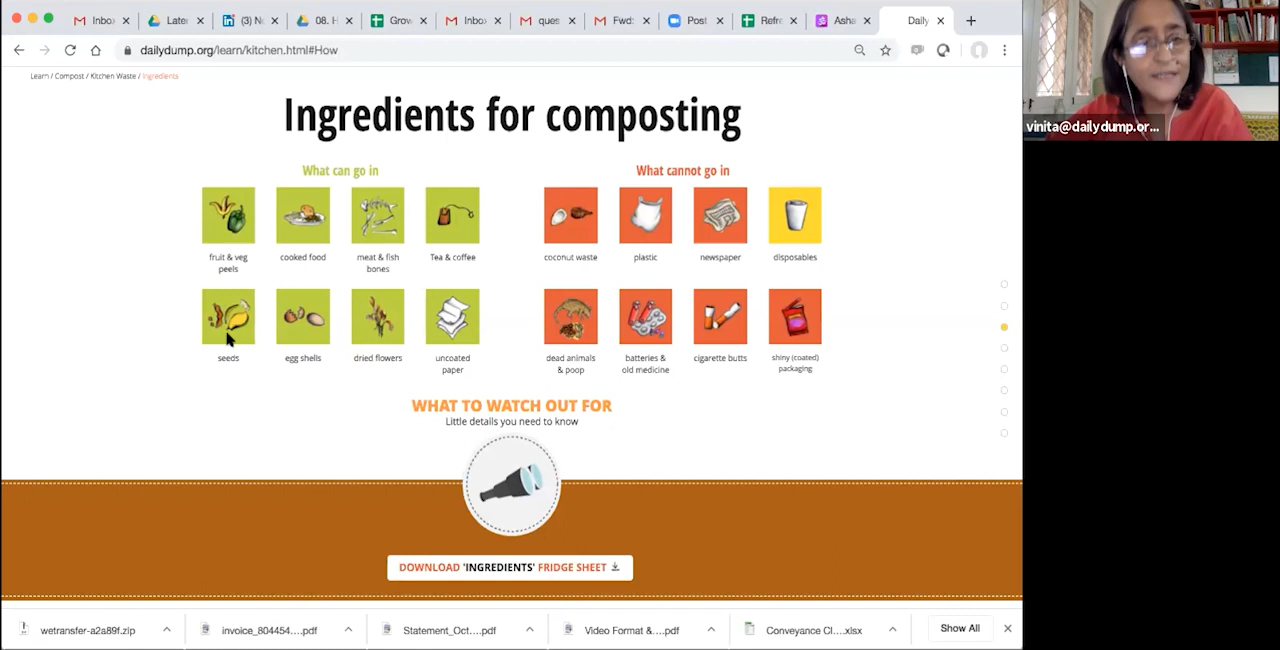 Inbo
Late
(3) N
08. H
Grov
Inbo
ques
Fwd:
Post
Refr
Asha
Daily
dailydump.org/learn/kitchen.html#How
vinita@dailydump.or...
Learn / Compost / Kitchen Waste / Ingredients
Ingredients for composting
What can go in
What cannot go in
fruit & veg
peels
cooked food
meat & fish
bones
Tea & coffee
coconut waste
plastic
newspaper
disposables
seeds
egg shells
dried flowers
uncoated
paper
dead animals
& poop
batteries &
old medicine
cigarette butts
shiny (coated)
packaging
WHAT TO WATCH OUT FOR
Little details you need to know
DOWNLOAD 'INGREDIENTS' FRIDGE SHEET
wetransfer-a2a89f.zip
invoice_804454....pdf
Statement_Oct....pdf
Video Format &....pdf
Conveyance Cl....xlsx
Show All